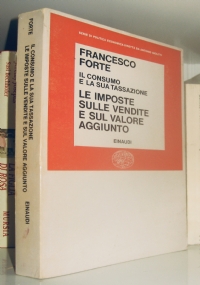 FRANCESCO
FORTE
IL CONSUMO
E LA SUA TASSAZIONE
LE IMPOSTE
SULLE VENDITE
E SUL VALORE
AGGIUNTO
EINAUDI
FRANCESCO FORTE
IL CONSUMO E LA SUA TASSAZIONE
LE IMPOSTE SULLE VENDITE E SUL VALORE AGGIUNTO
EINAUDI